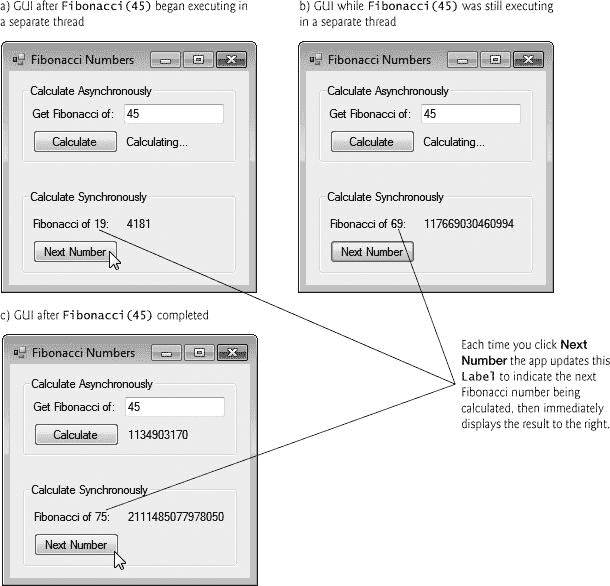 a) GUI after Fibonacci(45) began executing in
a separate thread
Fibonacci Numbers
Calculate Asynchronously
Get Fibonacci of:
45
Calculate
Calculating...
Calculate Synchronously
Fibonacci of 19:
4181
Next Number
b) GUI while Fibonacci(45) was still executing
in a separate thread
Fibonacci Numbers
Calculate Asynchronously
Get Fibonacci of:
45
Calculate
Calculating...
Calculate Synchronously
Fibonacci of 69:
117669030460994
Next Number
c) GUI after Fibonacci(45) completed
Fibonacci Numbers
Calculate Asynchronously
Get Fibonacci of:
45
Calculate
1134903170
Calculate Synchronously
Fibonacci of 75:
2111485077978050
Next Number
Each time you click Next
Number the app updates this
Label to indicate the next
Fibonacci number being
calculated, then immediately
displays the result to the right.